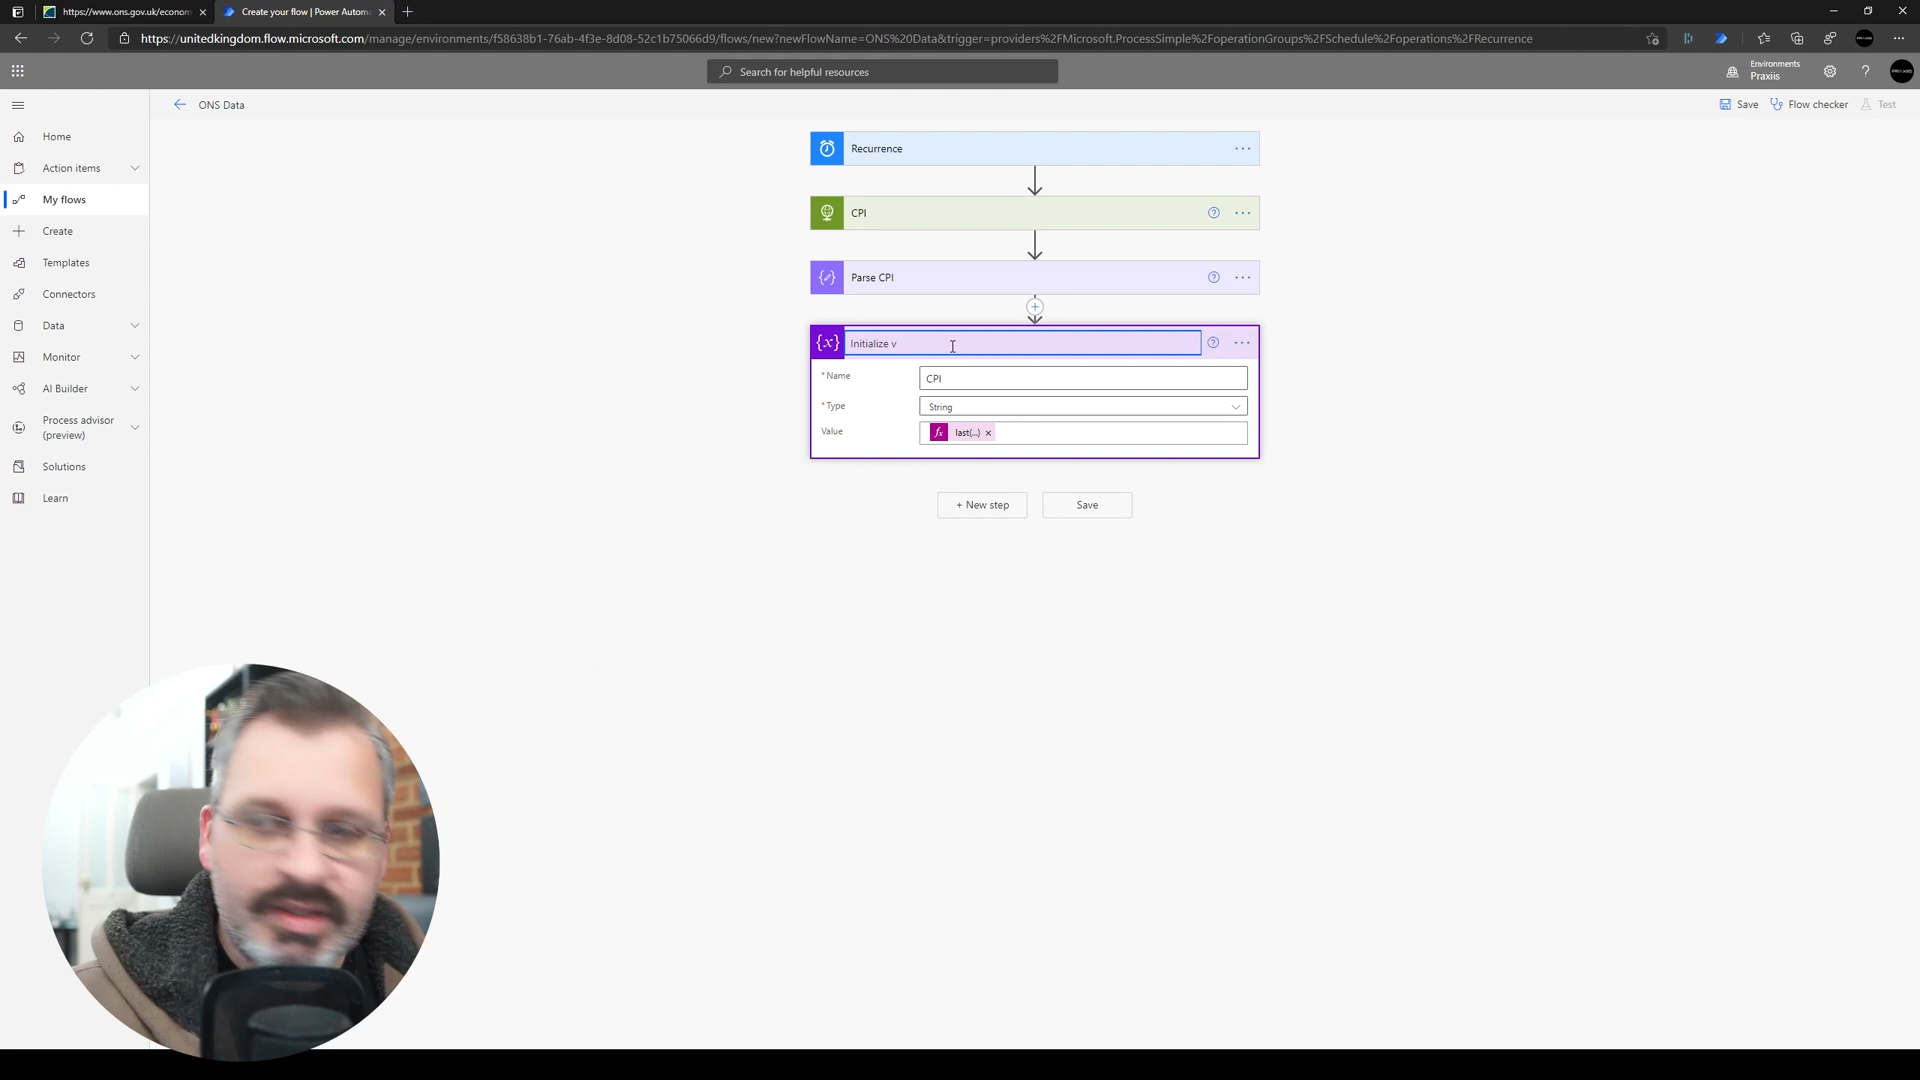 https://www.ons.gov.uk/econom
Create your flow | Power Automa
https://unitedkingdom.flow.microsoft.com/manage/environments/f58638b1-76ab-4f3e-8d08-52c1b75066d9/flows/new?newFlowName=ONS%20Data&trigger=providers%2FMicrosoft.ProcessSimple%2FoperationGroups%2FSchedule%2Foperations%2FRecurrence
Search for helpful resources
Environments
Praxiis
PRAXIIS
ONS Data
Save
Flow checker
Test
Home
Action items
My flows
Create
Templates
Connectors
Data
Monitor
AI Builder
Process advisor
(preview)
Solutions
Learn
Recurrence
CPI
Parse CPI
{x}
Initialize v
* Name
CPI
* Type
String
Value
fx last(...) ×
+ New step
Save